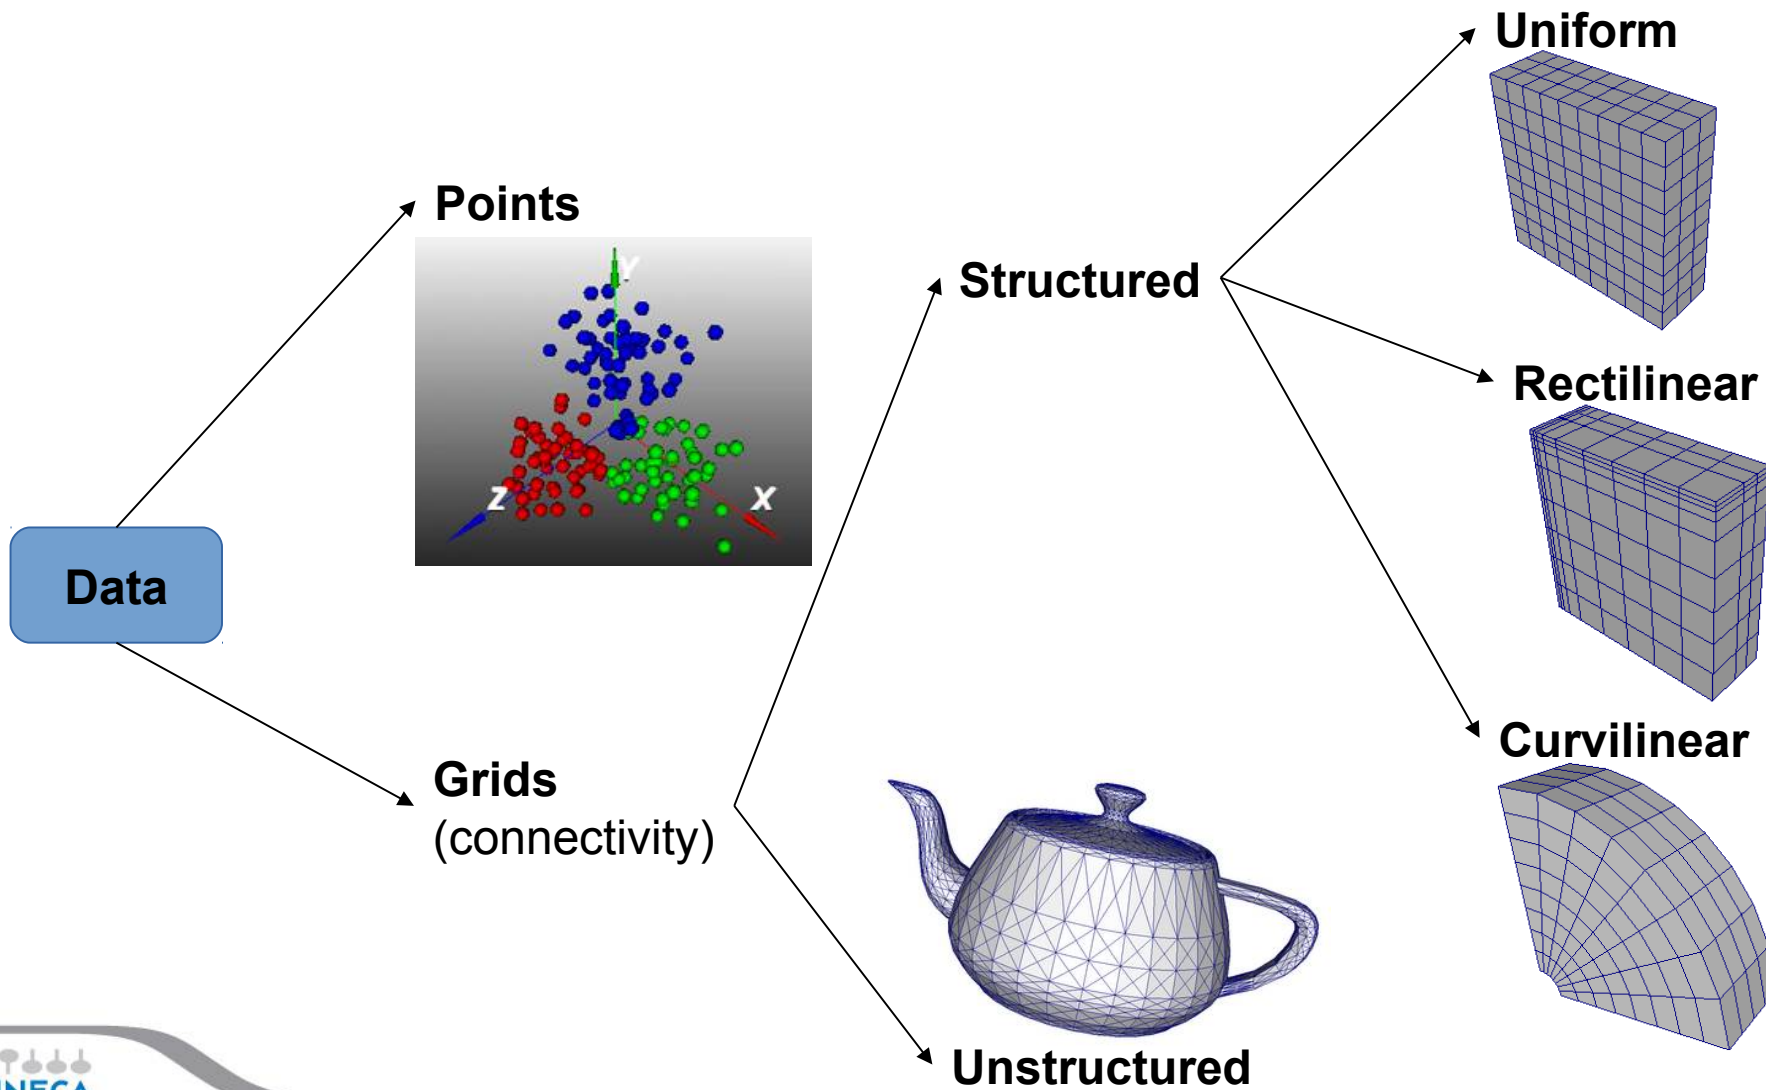 Uniform
Points
Y
Structured
Rectilinear
Z
X
Data
Curvilinear
Grids
(connectivity)
Unstructured